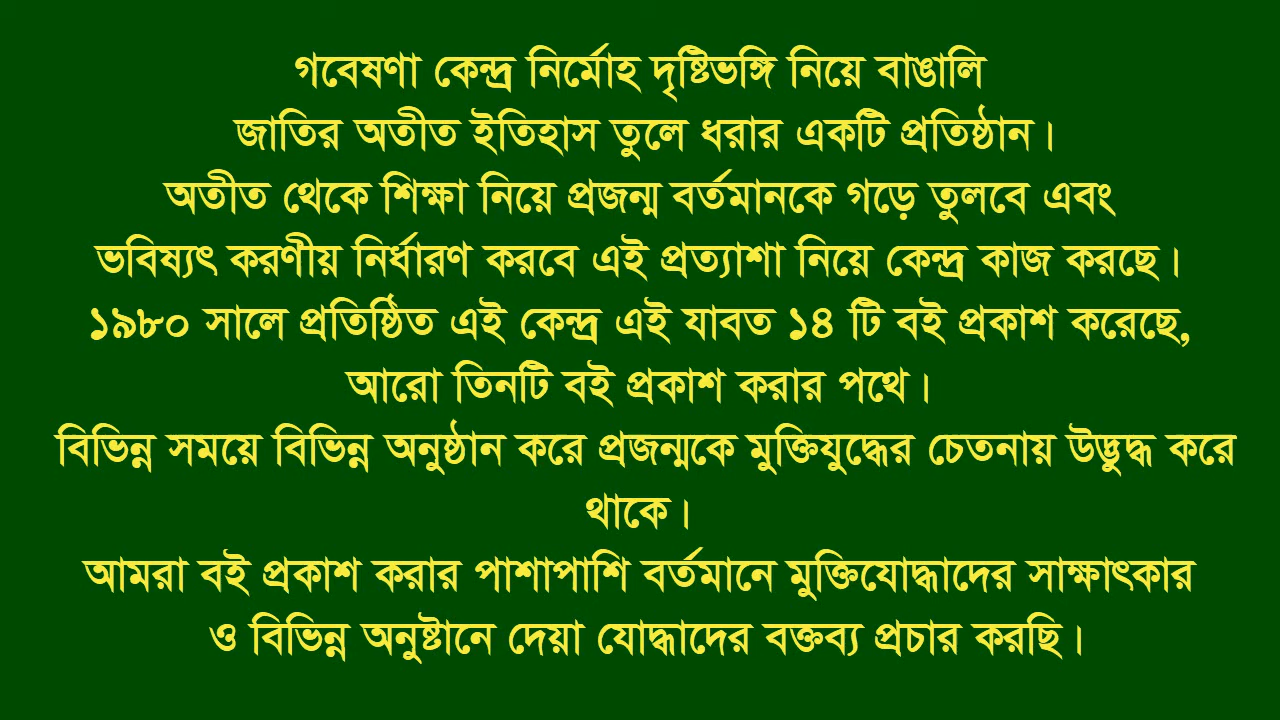 গবেষণা কেন্দ্র নির্মোহ দৃষ্টিভঙ্গি নিয়ে বাঙালি
জাতির অতীত ইতিহাস তুলে ধরার একটি প্রতিষ্ঠান।
অতীত থেকে শিক্ষা নিয়ে প্রজন্ম বর্তমানকে গড়ে তুলবে এবং
ভবিষ্যৎ করণীয় নির্ধারণ করবে এই প্রত্যাশা নিয়ে কেন্দ্র কাজ করছে।
১৯৮০ সালে প্রতিষ্ঠিত এই কেন্দ্র এই যাবত ১৪ টি বই প্রকাশ করেছে,
আরো তিনটি বই প্রকাশ করার পথে।
বিভিন্ন সময়ে বিভিন্ন অনুষ্ঠান করে প্রজন্মকে মুক্তিযুদ্ধের চেতনায় উদ্ভুদ্ধ করে
থাকে।
আমরা বই প্রকাশ করার পাশাপাশি বর্তমানে মুক্তিযোদ্ধাদের সাক্ষাৎকার
ও বিভিন্ন অনুষ্টানে দেয়া যোদ্ধাদের বক্তব্য প্রচার করছি।